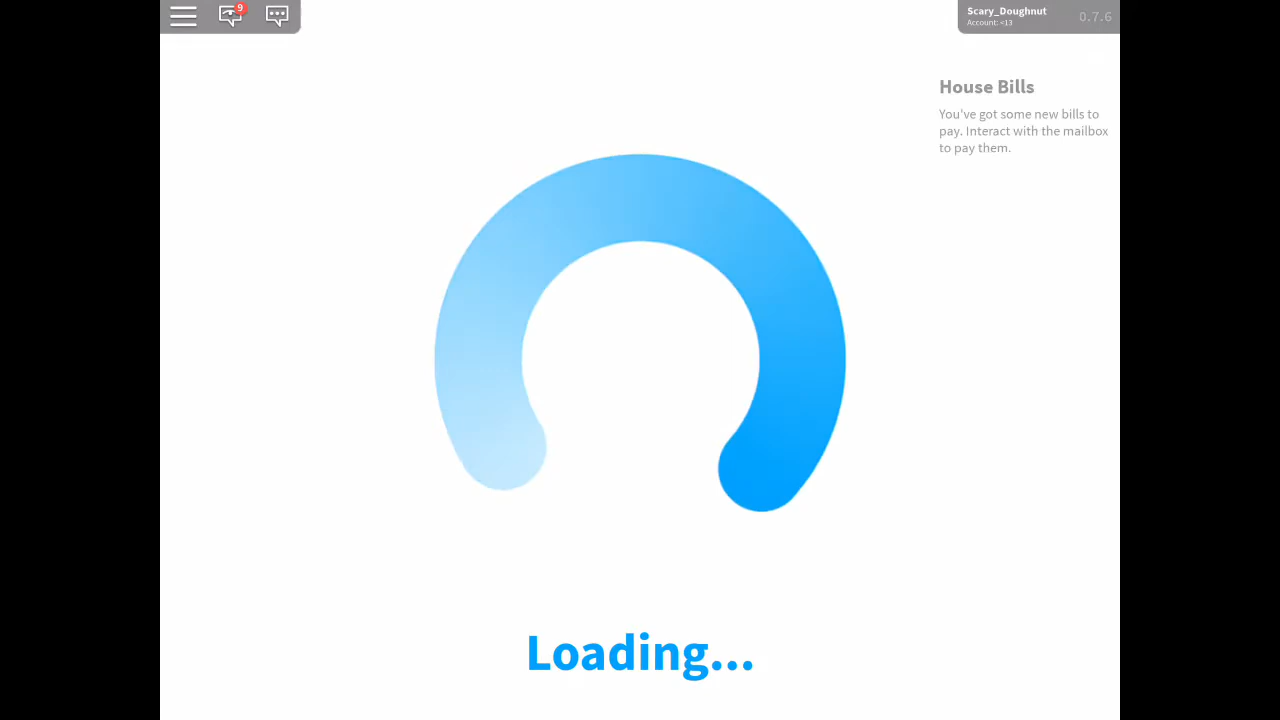 9
Scary_Doughnut
Account: <13
0.7.6
House Bills
You've got some new bills to
pay. Interact with the mailbox
to pay them.
Loading...